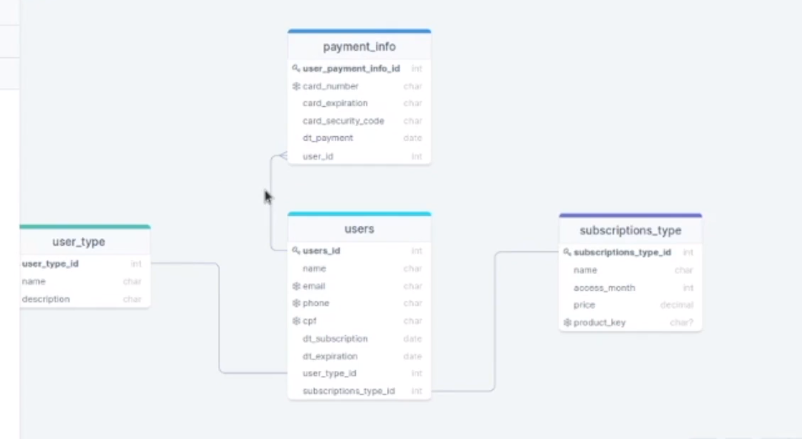 payment_info
user_payment_info_id int
card_number char
card_expiration char
card_security_code char
dt_payment date
user_id int
user_type
user_type_id int
name char
description char
users
users_id int
name char
email char
phone char
cpf char
dt_subscription date
dt_expiration date
user_type_id int
subscriptions_type_id int
subscriptions_type
subscriptions_type_id int
name char
access_month int
price decimal
product_key char?